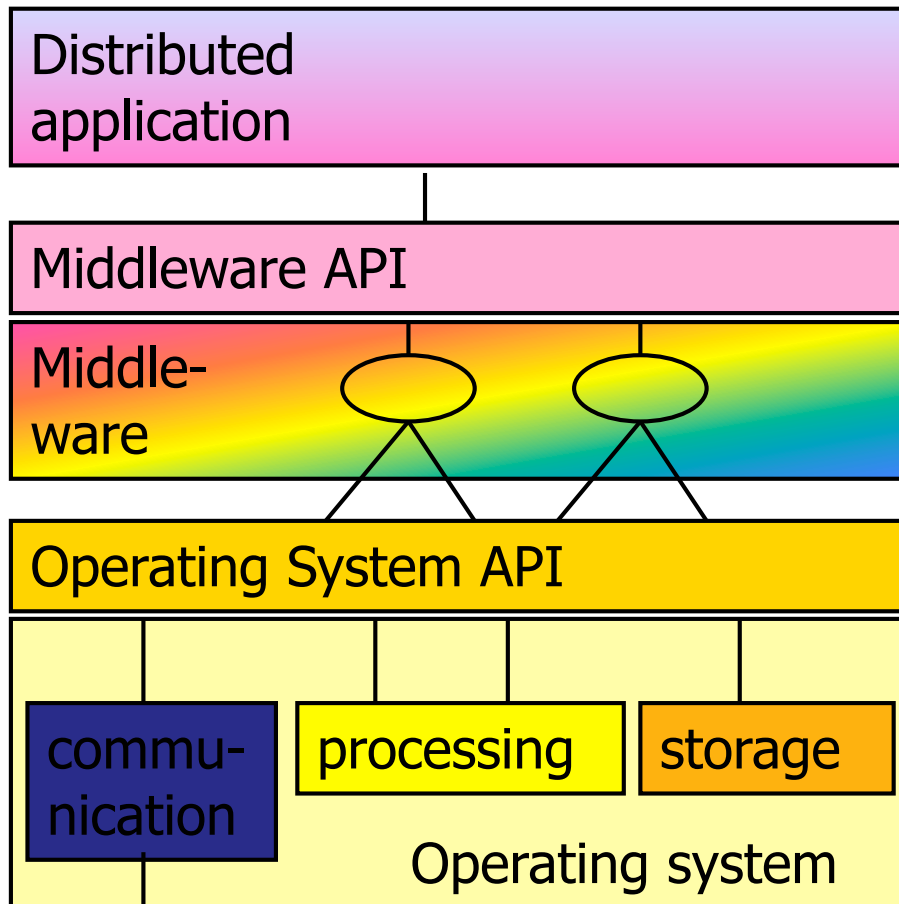 Distributed
application
Middleware API
Middle-
ware
Operating System API
commu-
nication
processing
storage
Operating system